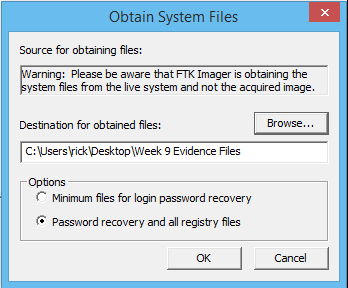 Obtain System Files
Source for obtaining files:
Warning:  Please be aware that FTK Imager is obtaining the
system files from the live system and not the acquired image.
Destination for obtained files:
Browse...
C:\Users\rick\Desktop\Week 9 Evidence Files
Options
Minimum files for login password recovery
Password recovery and all registry files
OK
Cancel